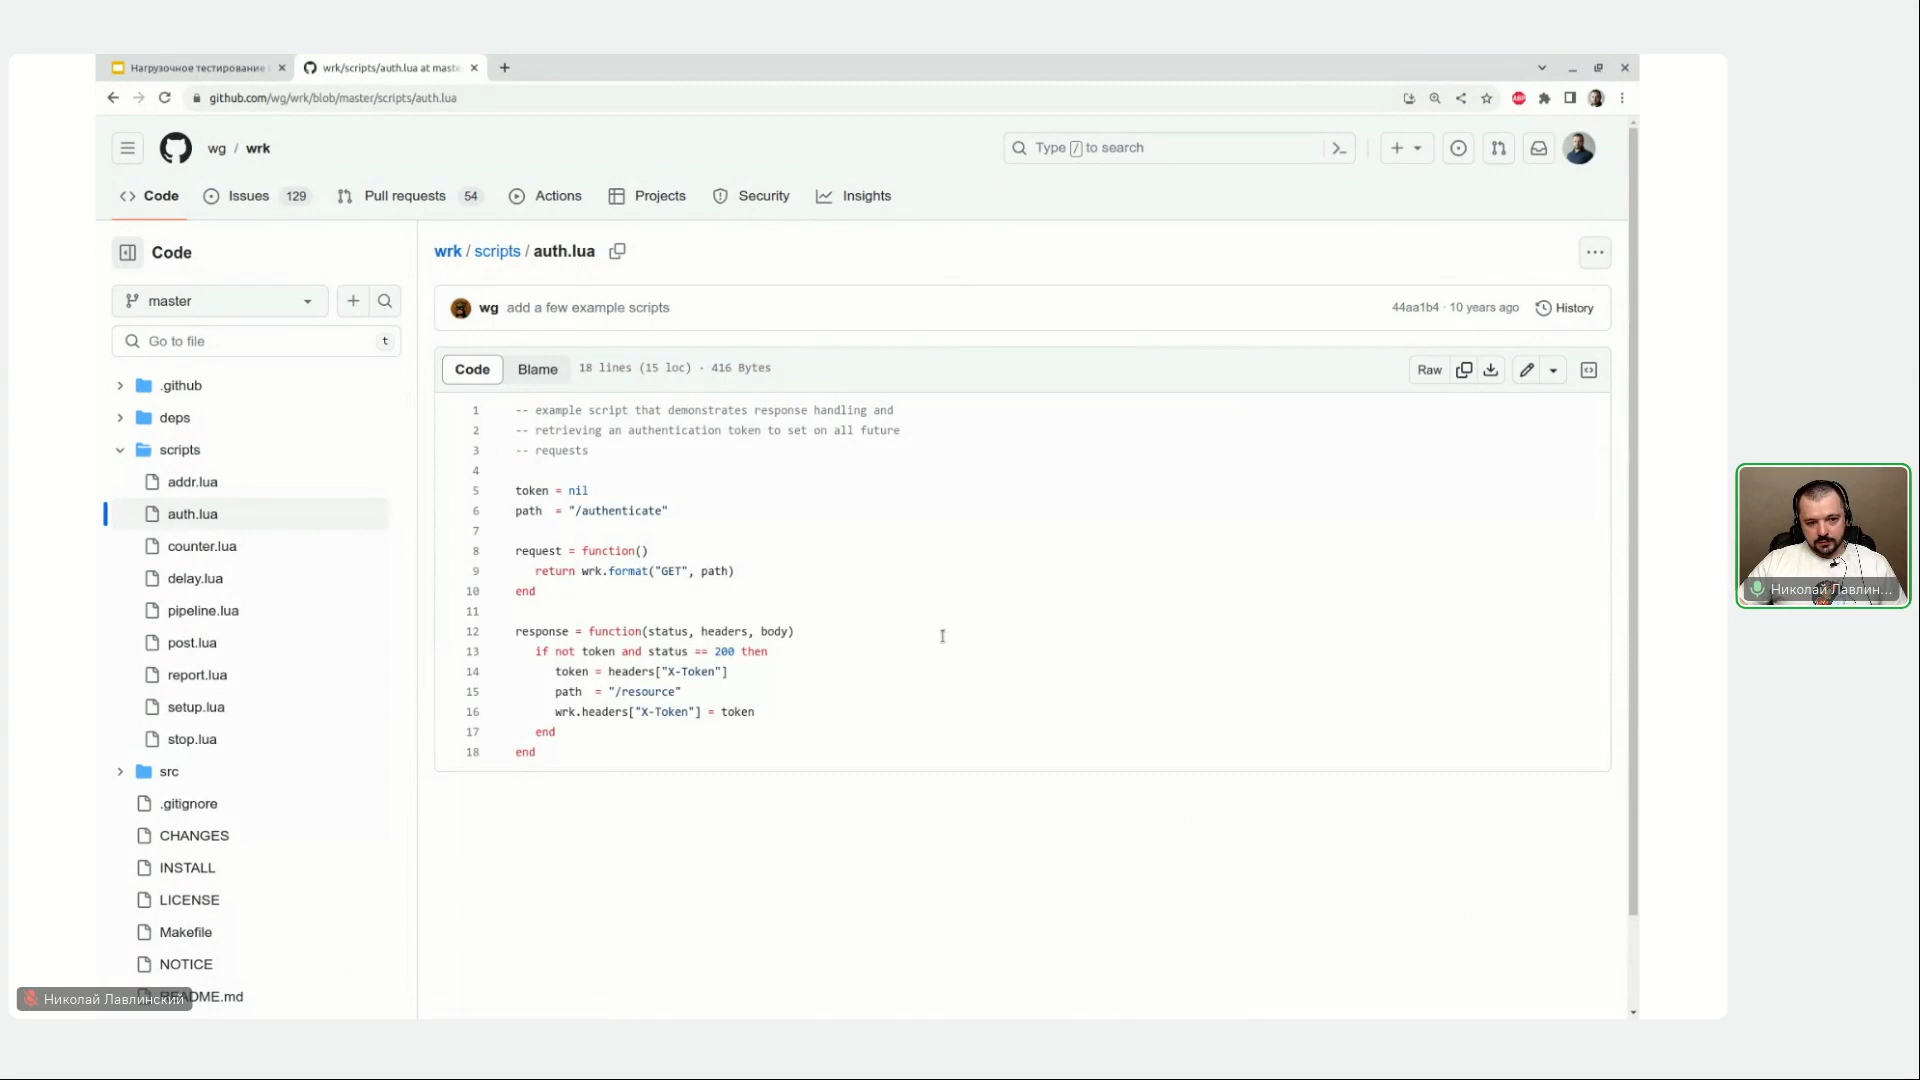 Нагрузочное тестирование
wrk/scripts/auth.lua at maste
github.com/wg/wrk/blob/master/scripts/auth.lua
ABP
wg / wrk
Type / to search
Code
Issues 129
Pull requests 54
Actions
Projects
Security
Insights
Code
master
Go to file
t
.github
deps
scripts
addr.lua
auth.lua
counter.lua
delay.lua
pipeline.lua
post.lua
report.lua
setup.lua
stop.lua
src
.gitignore
CHANGES
INSTALL
LICENSE
Makefile
NOTICE
README.md
wrk / scripts / auth.lua
wg add a few example scripts
44aa1b4 · 10 years ago
History
Code
Blame
18 lines (15 loc) · 416 Bytes
Raw
1 -- example script that demonstrates response handling and
2 -- retrieving an authentication token to set on all future
3 -- requests
4
5 token = nil
6 path  = "/authenticate"
7
8 request = function()
9    return wrk.format("GET", path)
10 end
11
12 response = function(status, headers, body)
13    if not token and status == 200 then
14       token = headers["X-Token"]
15       path  = "/resource"
16       wrk.headers["X-Token"] = token
17    end
18 end
Николай Лавлинский
Николай Лавлин...